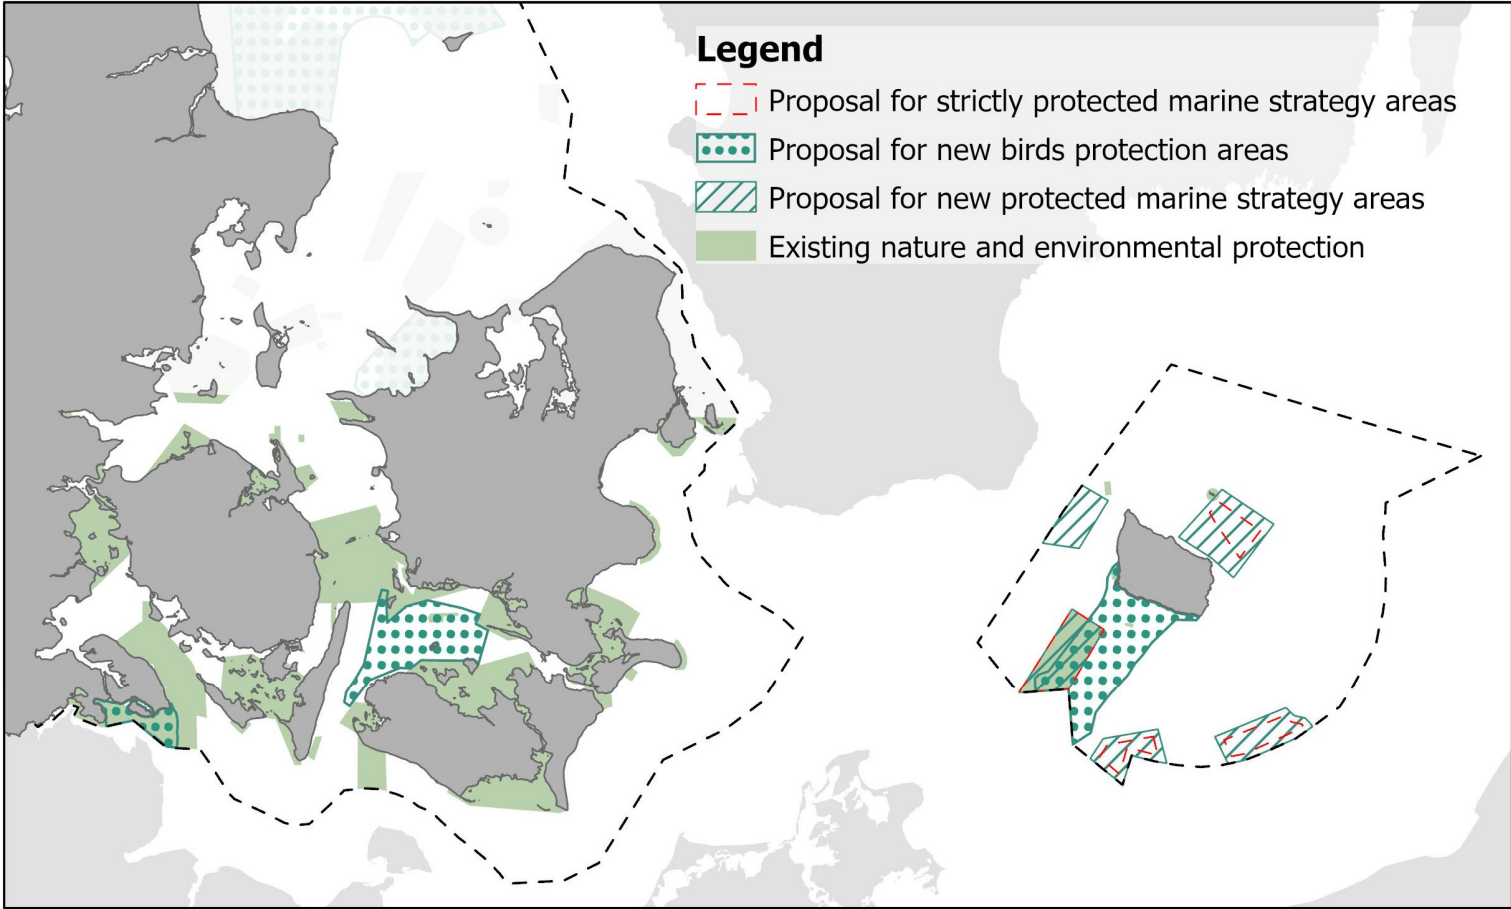 Legend
Proposal for strictly protected marine strategy areas
Proposal for new birds protection areas
Proposal for new protected marine strategy areas
Existing nature and environmental protection